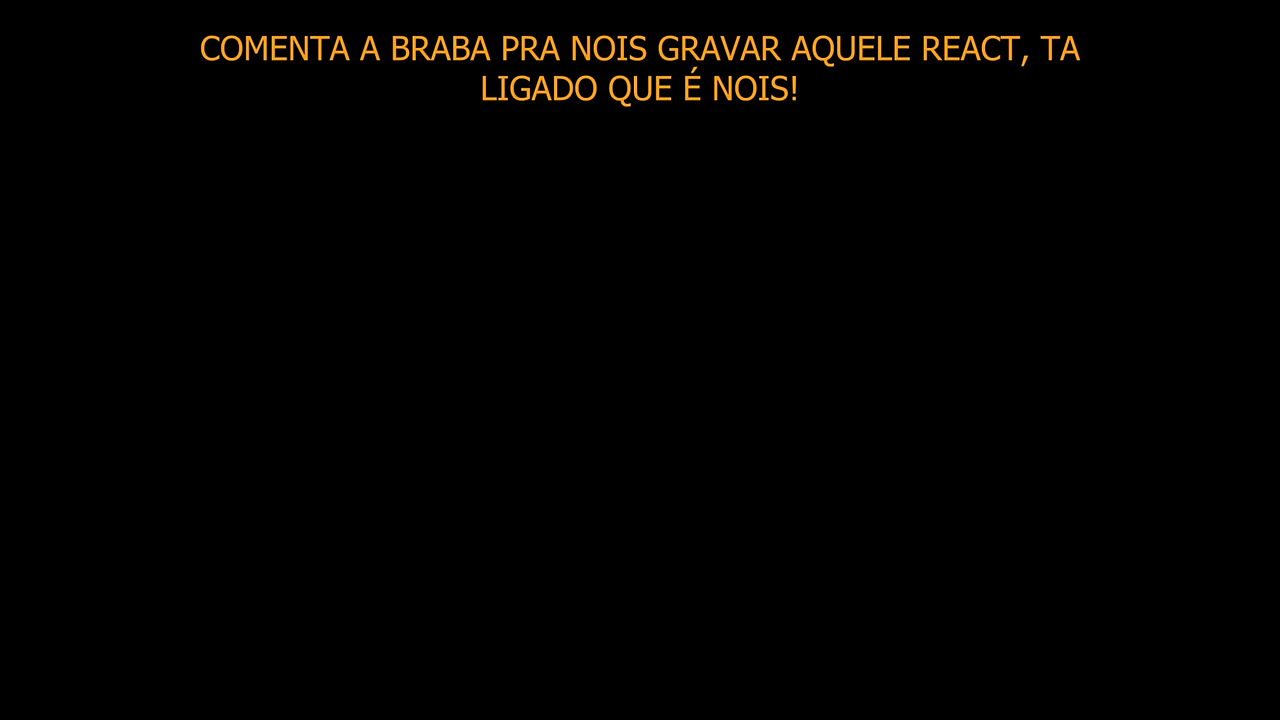 COMENTA A BRABA PRA NOIS GRAVAR AQUELE REACT, TA
LIGADO QUE É NOIS!